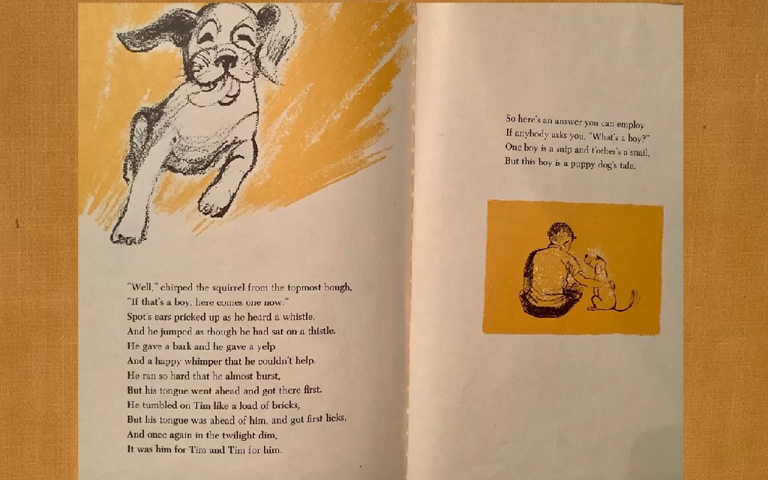 "Well," chirped the squirrel from the topmost bough,
"If that's a boy, here comes one now."
Spot's ears pricked up as he heard a whistle.
And he jumped as though he had sat on a thistle.
He gave a bark and he gave a yelp
And a happy whimper that he couldn't help.
He ran so hard that he almost burst,
But his tongue went ahead and got there first.
He tumbled on Tim like a load of bricks,
But his tongue was ahead of him, and got first licks,
And once again in the twilight dim,
It was him for Tim and Tim for him.
So here's an answer you can employ
If anybody asks you, "What's a boy?"
One boy is a snip and t'other's a snail,
But this boy is a puppy dog's tale.